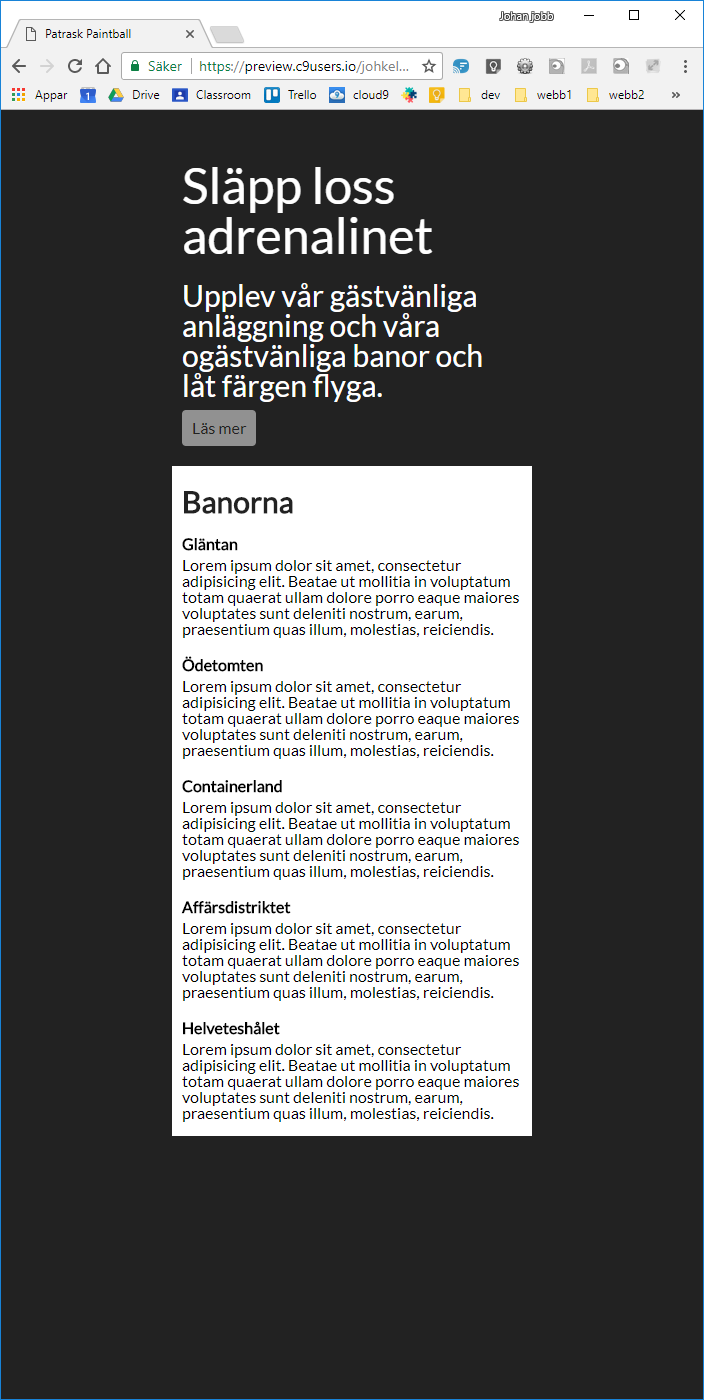 Johan jobb
Patrask Paintball
Säker https://preview.c9users.io/johkel...
Appar 1 Drive Classroom Trello cloud9 dev webb1 webb2 »
Släpp loss
adrenalinet
Upplev vår gästvänliga
anläggning och våra
ogästvänliga banor och
låt färgen flyga.
Läs mer
Banorna
Gläntan
Lorem ipsum dolor sit amet, consectetur
adipisicing elit. Beatae ut mollitia in voluptatum
totam quaerat ullam dolore porro eaque maiores
voluptates sunt deleniti nostrum, earum,
praesentium quas illum, molestias, reiciendis.
Ödetomten
Lorem ipsum dolor sit amet, consectetur
adipisicing elit. Beatae ut mollitia in voluptatum
totam quaerat ullam dolore porro eaque maiores
voluptates sunt deleniti nostrum, earum,
praesentium quas illum, molestias, reiciendis.
Containerland
Lorem ipsum dolor sit amet, consectetur
adipisicing elit. Beatae ut mollitia in voluptatum
totam quaerat ullam dolore porro eaque maiores
voluptates sunt deleniti nostrum, earum,
praesentium quas illum, molestias, reiciendis.
Affärsdistriktet
Lorem ipsum dolor sit amet, consectetur
adipisicing elit. Beatae ut mollitia in voluptatum
totam quaerat ullam dolore porro eaque maiores
voluptates sunt deleniti nostrum, earum,
praesentium quas illum, molestias, reiciendis.
Helveteshålet
Lorem ipsum dolor sit amet, consectetur
adipisicing elit. Beatae ut mollitia in voluptatum
totam quaerat ullam dolore porro eaque maiores
voluptates sunt deleniti nostrum, earum,
praesentium quas illum, molestias, reiciendis.